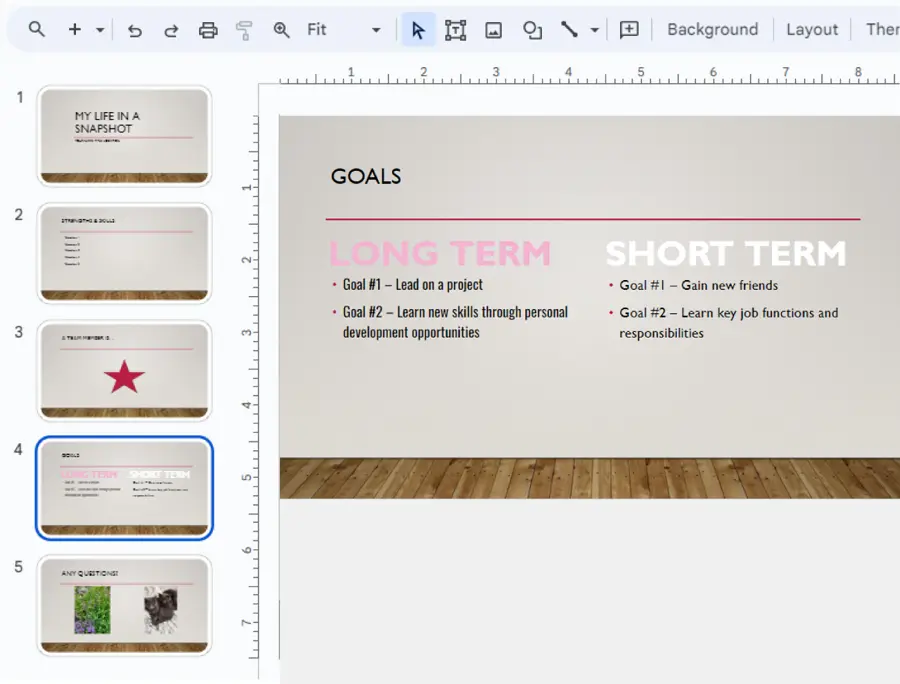 Fit
Background
Layout
Ther
1 2 3 4 5 6 7 8
1
MY LIFE IN A
SNAPSHOT
2
STRENGTHS & SKILLS
3
A TEAM MEMBER IS...
4
GOALS
LONG TERM SHORT TERM
5
ANY QUESTIONS?
1
2
3
4
5
6
7
GOALS
LONG TERM
• Goal #1 – Lead on a project
• Goal #2 – Learn new skills through personal
development opportunities
SHORT TERM
• Goal #1 – Gain new friends
• Goal #2 – Learn key job functions and
responsibilities